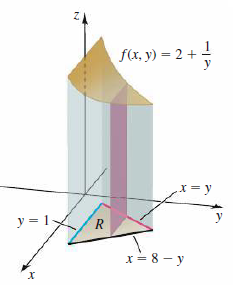 z
f(x, y) = 2 + 1/y
x = y
y = 1
R
y
x = 8 − y
x